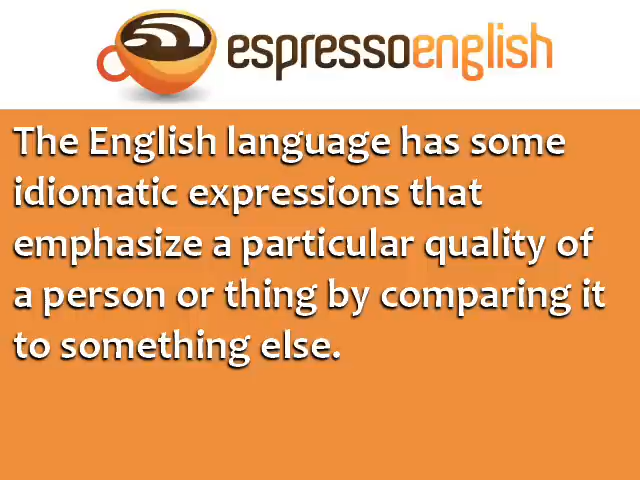 espressoenglish
The English language has some
idiomatic expressions that
emphasize a particular quality of
a person or thing by comparing it
to something else.